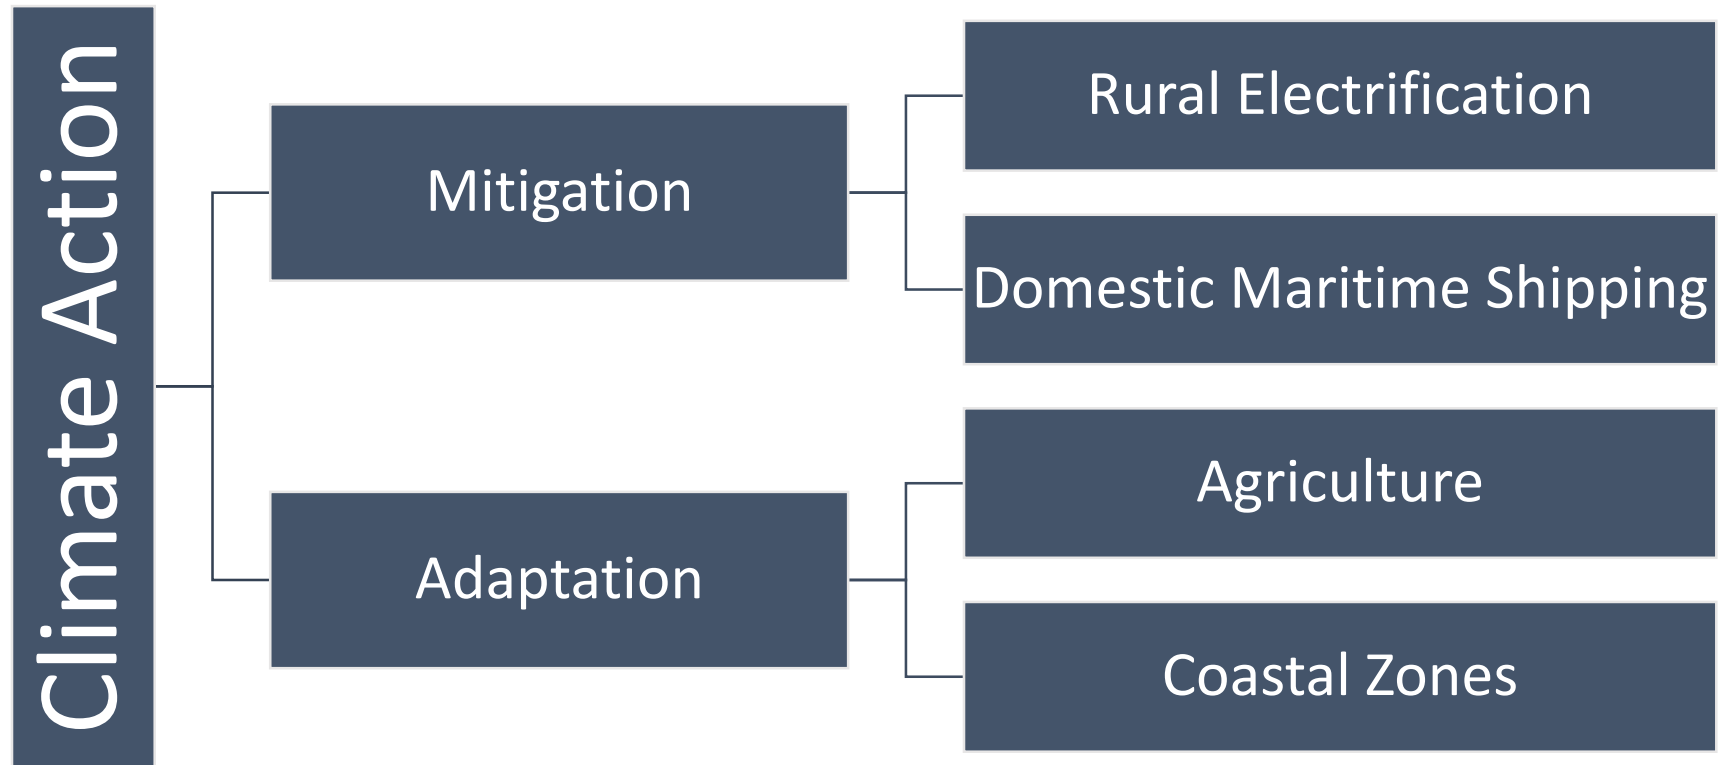 Climate Action
Mitigation
Rural Electrification
Domestic Maritime Shipping
Adaptation
Agriculture
Coastal Zones